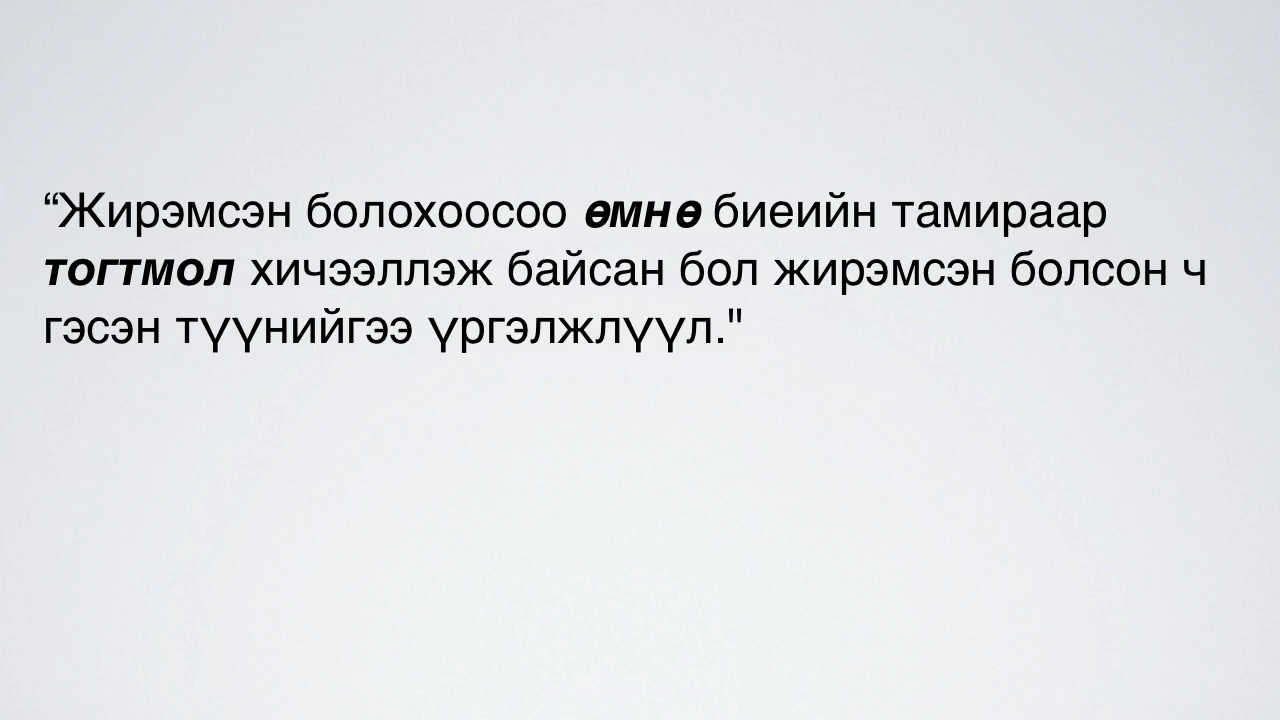 “Жирэмсэн болохоосоо өмнө биеийн тамираар
тогтмол хичээллэж байсан бол жирэмсэн болсон ч
гэсэн түүнийгээ үргэлжлүүл."